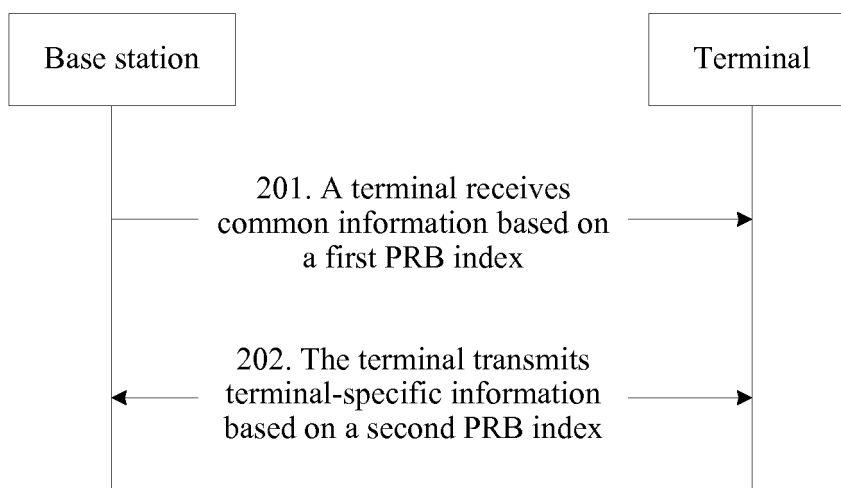 Base station
Terminal
201. A terminal receives
common information based on
a first PRB index
202. The terminal transmits
terminal-specific information
based on a second PRB index